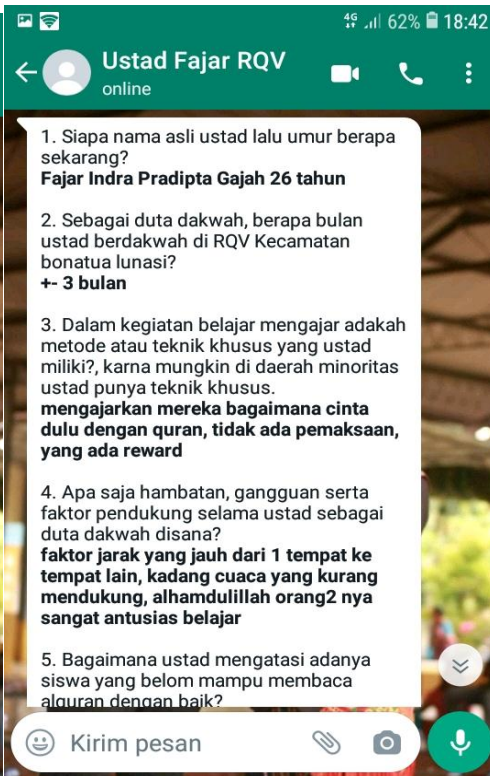 4G 62% 18:42
Ustad Fajar RQV
online
1. Siapa nama asli ustad lalu umur berapa
sekarang?
Fajar Indra Pradipta Gajah 26 tahun
2. Sebagai duta dakwah, berapa bulan
ustad berdakwah di RQV Kecamatan
bonatua lunasi?
+- 3 bulan
3. Dalam kegiatan belajar mengajar adakah
metode atau teknik khusus yang ustad
miliki?, karna mungkin di daerah minoritas
ustad punya teknik khusus.
mengajarkan mereka bagaimana cinta
dulu dengan quran, tidak ada pemaksaan,
yang ada reward
4. Apa saja hambatan, gangguan serta
faktor pendukung selama ustad sebagai
duta dakwah disana?
faktor jarak yang jauh dari 1 tempat ke
tempat lain, kadang cuaca yang kurang
mendukung, alhamdulillah orang2 nya
sangat antusias belajar
5. Bagaimana ustad mengatasi adanya
siswa yang belom mampu membaca
alquran dengan baik?
Kirim pesan